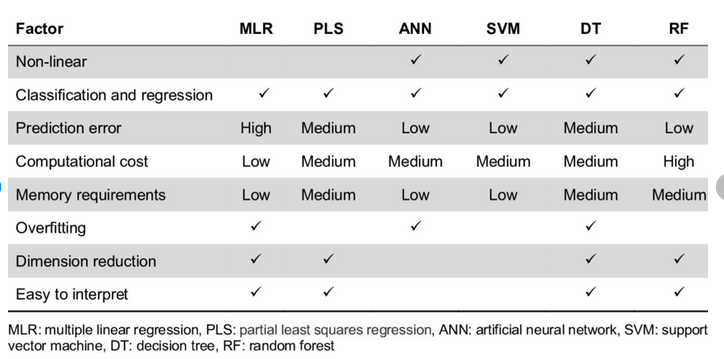 Factor MLR PLS ANN SVM DT RF
Non-linear ✓ ✓ ✓ ✓
Classification and regression ✓ ✓ ✓ ✓ ✓ ✓
Prediction error High Medium Low Low Medium Low
Computational cost Low Medium Medium Medium Medium High
Memory requirements Low Medium Low Low Medium Medium
Overfitting ✓ ✓ ✓
Dimension reduction ✓ ✓ ✓ ✓
Easy to interpret ✓ ✓ ✓ ✓
MLR: multiple linear regression, PLS: partial least squares regression, ANN: artificial neural network, SVM: support
vector machine, DT: decision tree, RF: random forest